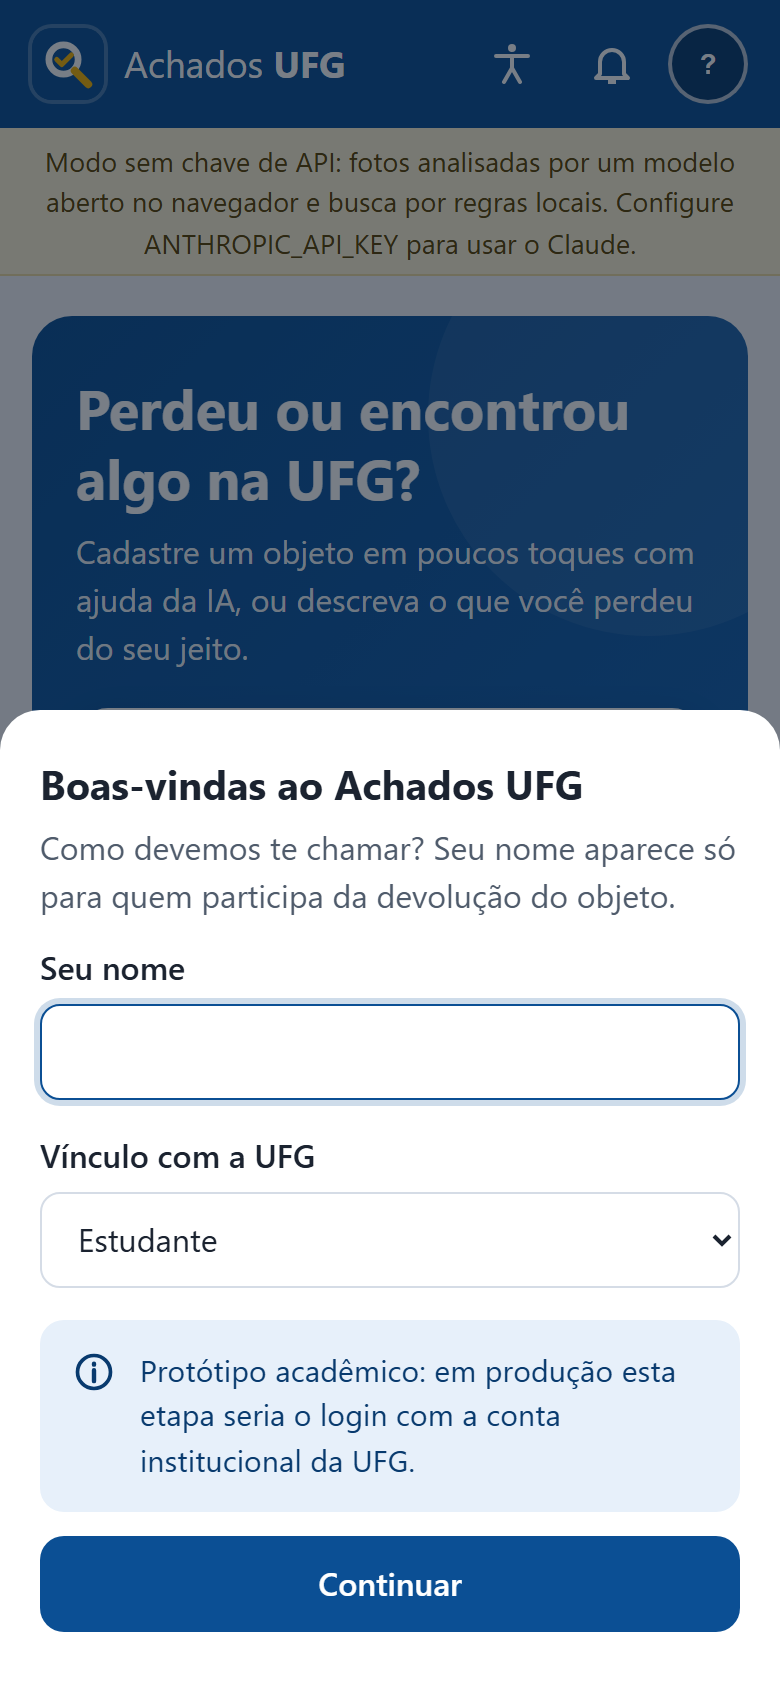 Achados UFG
?
Modo sem chave de API: fotos analisadas por um modelo
aberto no navegador e busca por regras locais. Configure
ANTHROPIC_API_KEY para usar o Claude.
Perdeu ou encontrou
algo na UFG?
Cadastre um objeto em poucos toques com
ajuda da IA, ou descreva o que você perdeu
do seu jeito.
Boas-vindas ao Achados UFG
Como devemos te chamar? Seu nome aparece só
para quem participa da devolução do objeto.
Seu nome
Vínculo com a UFG
Estudante
Protótipo acadêmico: em produção esta
etapa seria o login com a conta
institucional da UFG.
Continuar